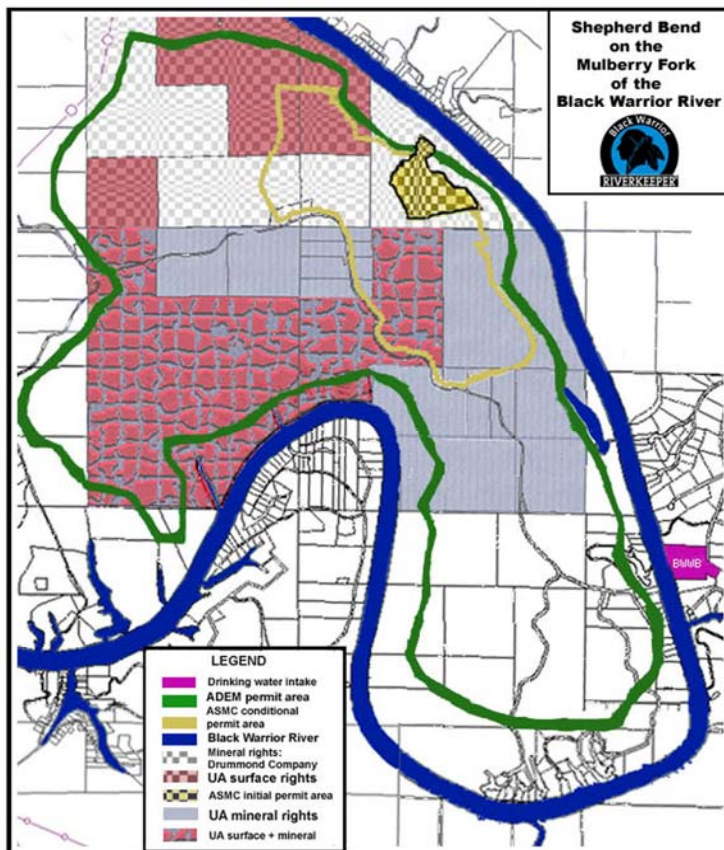 Shepherd Bend
on the
Mulberry Fork
of the
Black Warrior River
Black Warrior
RIVERKEEPER®
BWWB
LEGEND
Drinking water intake
ADEM permit area
ASMC conditional
permit area
Black Warrior River
Mineral rights:
Drummond Company
UA surface rights
ASMC initial permit area
UA mineral rights
UA surface + mineral